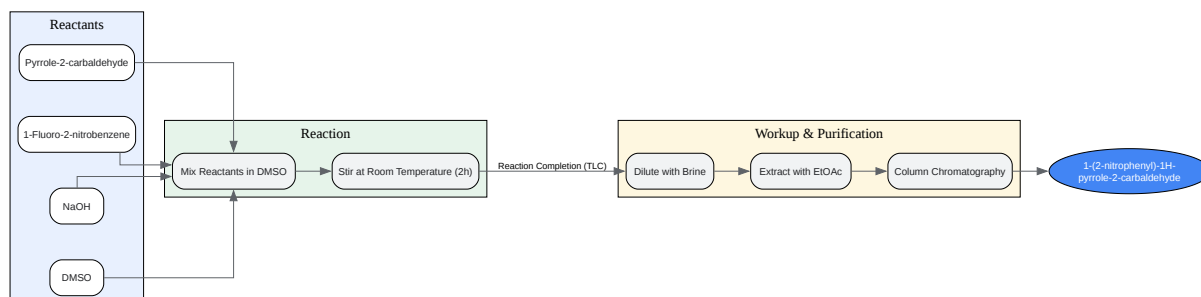 Reactants
Pyrrole-2-carbaldehyde
1-Fluoro-2-nitrobenzene
NaOH
DMSO
Reaction
Mix Reactants in DMSO
Stir at Room Temperature (2h)
Reaction Completion (TLC)
Workup & Purification
Dilute with Brine
Extract with EtOAc
Column Chromatography
1-(2-nitrophenyl)-1H-
pyrrole-2-carbaldehyde